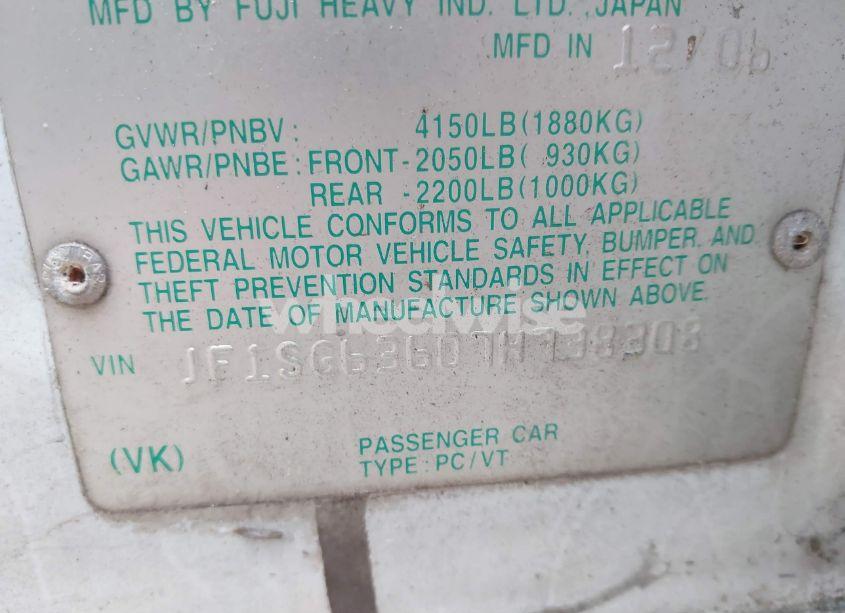 MFD BY FUJI HEAVY IND. LTD. JAPAN
MFD IN 12/06
GVWR/PNBV : 4150LB(1880KG)
GAWR/PNBE : FRONT-2050LB( 930KG)
REAR -2200LB(1000KG)
THIS VEHICLE CONFORMS TO ALL APPLICABLE
FEDERAL MOTOR VEHICLE SAFETY, BUMPER, AND
THEFT PREVENTION STANDARDS IN EFFECT ON
THE DATE OF MANUFACTURE SHOWN ABOVE.
wheelwise
VIN JF1SG63607H738308
(VK) PASSENGER CAR
TYPE : PC/VT